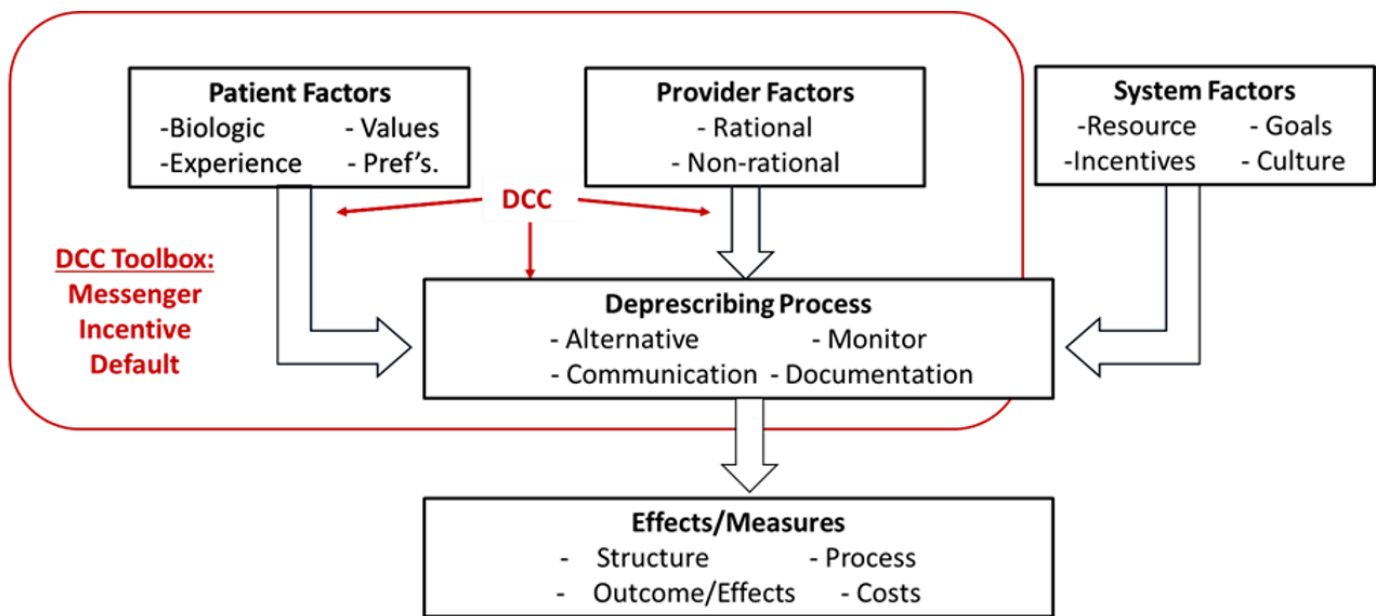 Patient Factors
-Biologic - Values
-Experience - Pref's.
Provider Factors
- Rational
- Non-rational
System Factors
-Resource - Goals
-Incentives - Culture
DCC
DCC Toolbox:
Messenger
Incentive
Default
Deprescribing Process
- Alternative - Monitor
- Communication - Documentation
Effects/Measures
- Structure - Process
- Outcome/Effects - Costs